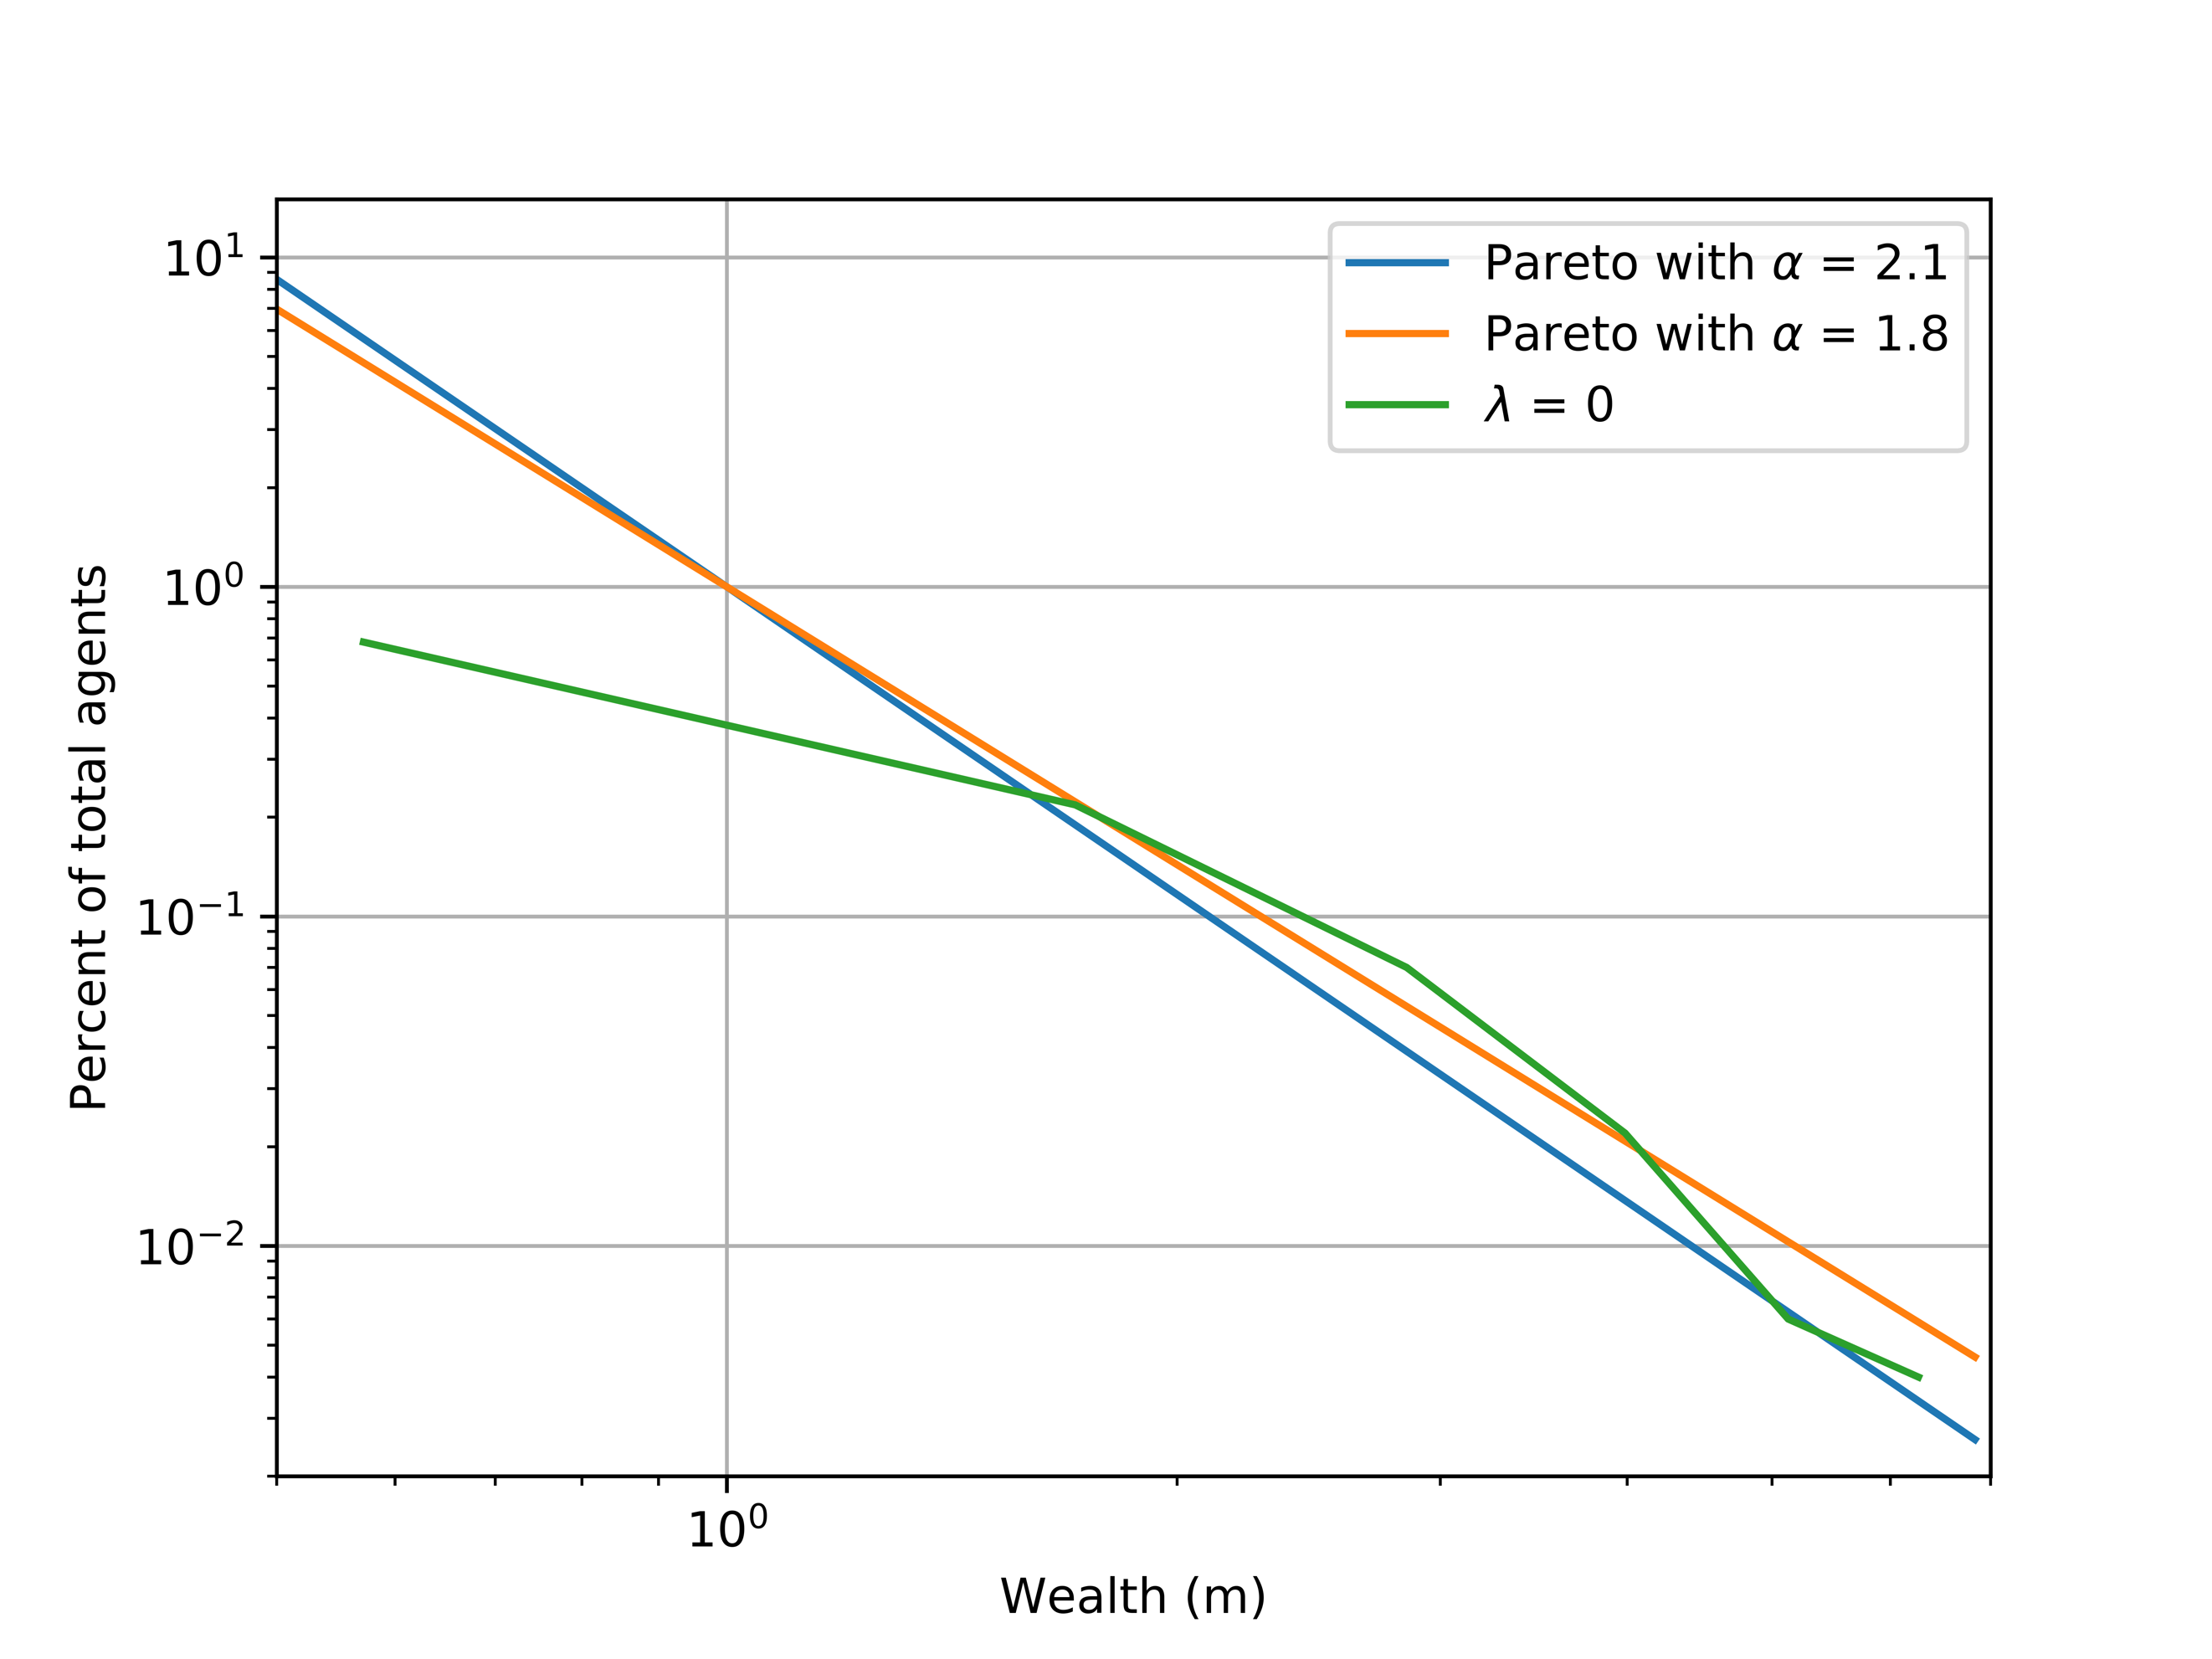 Pareto with α = 2.1
Pareto with α = 1.8
λ = 0
10¹
10⁰
10⁻¹
10⁻²
Percent of total agents
10⁰
Wealth (m)